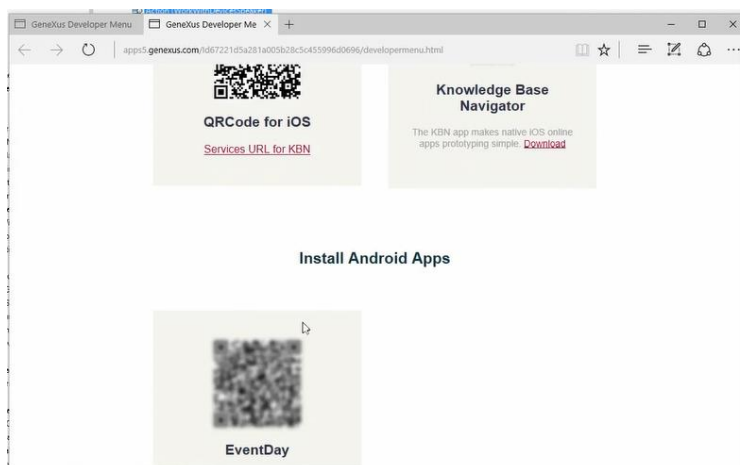 GeneXus Developer Menu
GeneXus Developer Me
apps5.genexus.com/Id67221d5a281a005b28c5c455996d0696/developermenu.html
QRCode for iOS
Services URL for KBN
Knowledge Base
Navigator
The KBN app makes native iOS online
apps prototyping simple. Download
Install Android Apps
EventDay